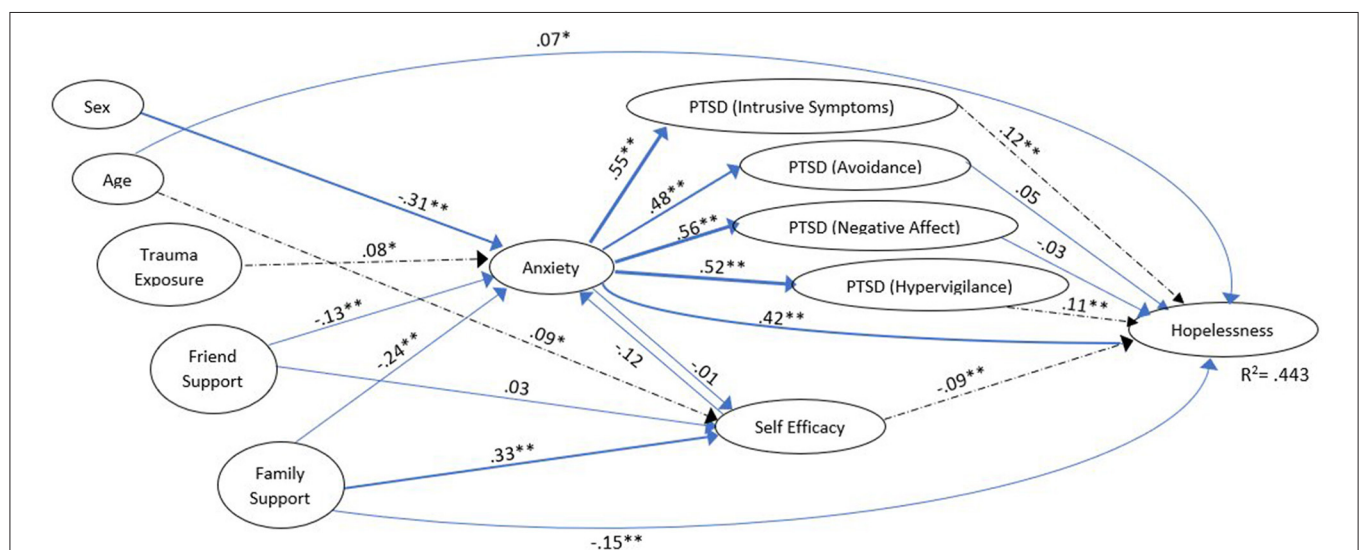 .07*
Sex
PTSD (Intrusive Symptoms)
.12**
.55**
Age
PTSD (Avoidance)
.05
.48**
-.31**
PTSD (Negative Affect)
-.03
.56**
Trauma
Exposure
.08*
Anxiety
.52**
PTSD (Hypervigilance)
.11**
-.13**
.42**
Hopelessness
Friend
Support
-.24**
.09*
-.12
-.01
-.09**
R²= .443
.03
Self Efficacy
.33**
Family
Support
-.15**